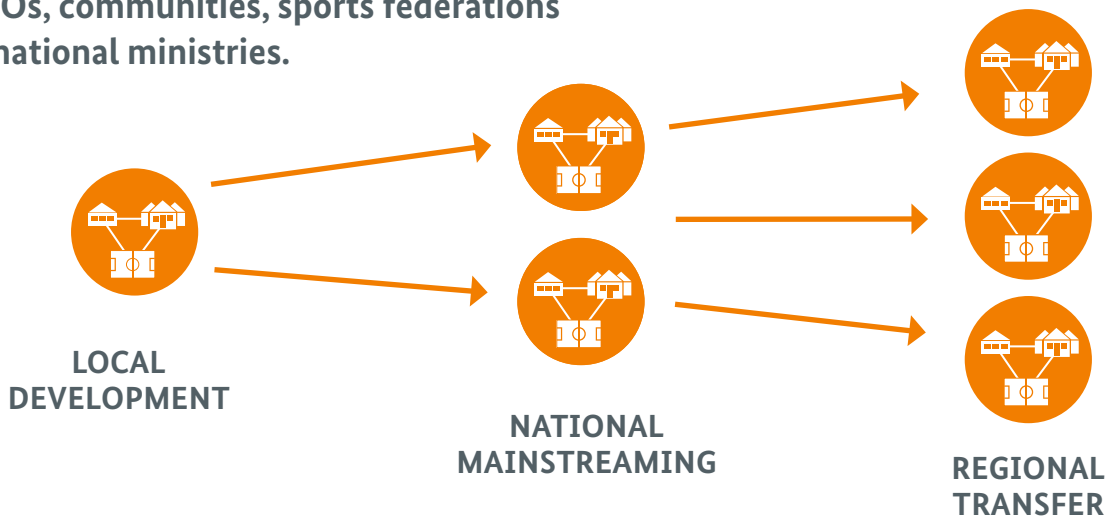 Os, communities, sports federations
national ministries.
LOCAL
DEVELOPMENT
NATIONAL
MAINSTREAMING
REGIONAL
TRANSFER